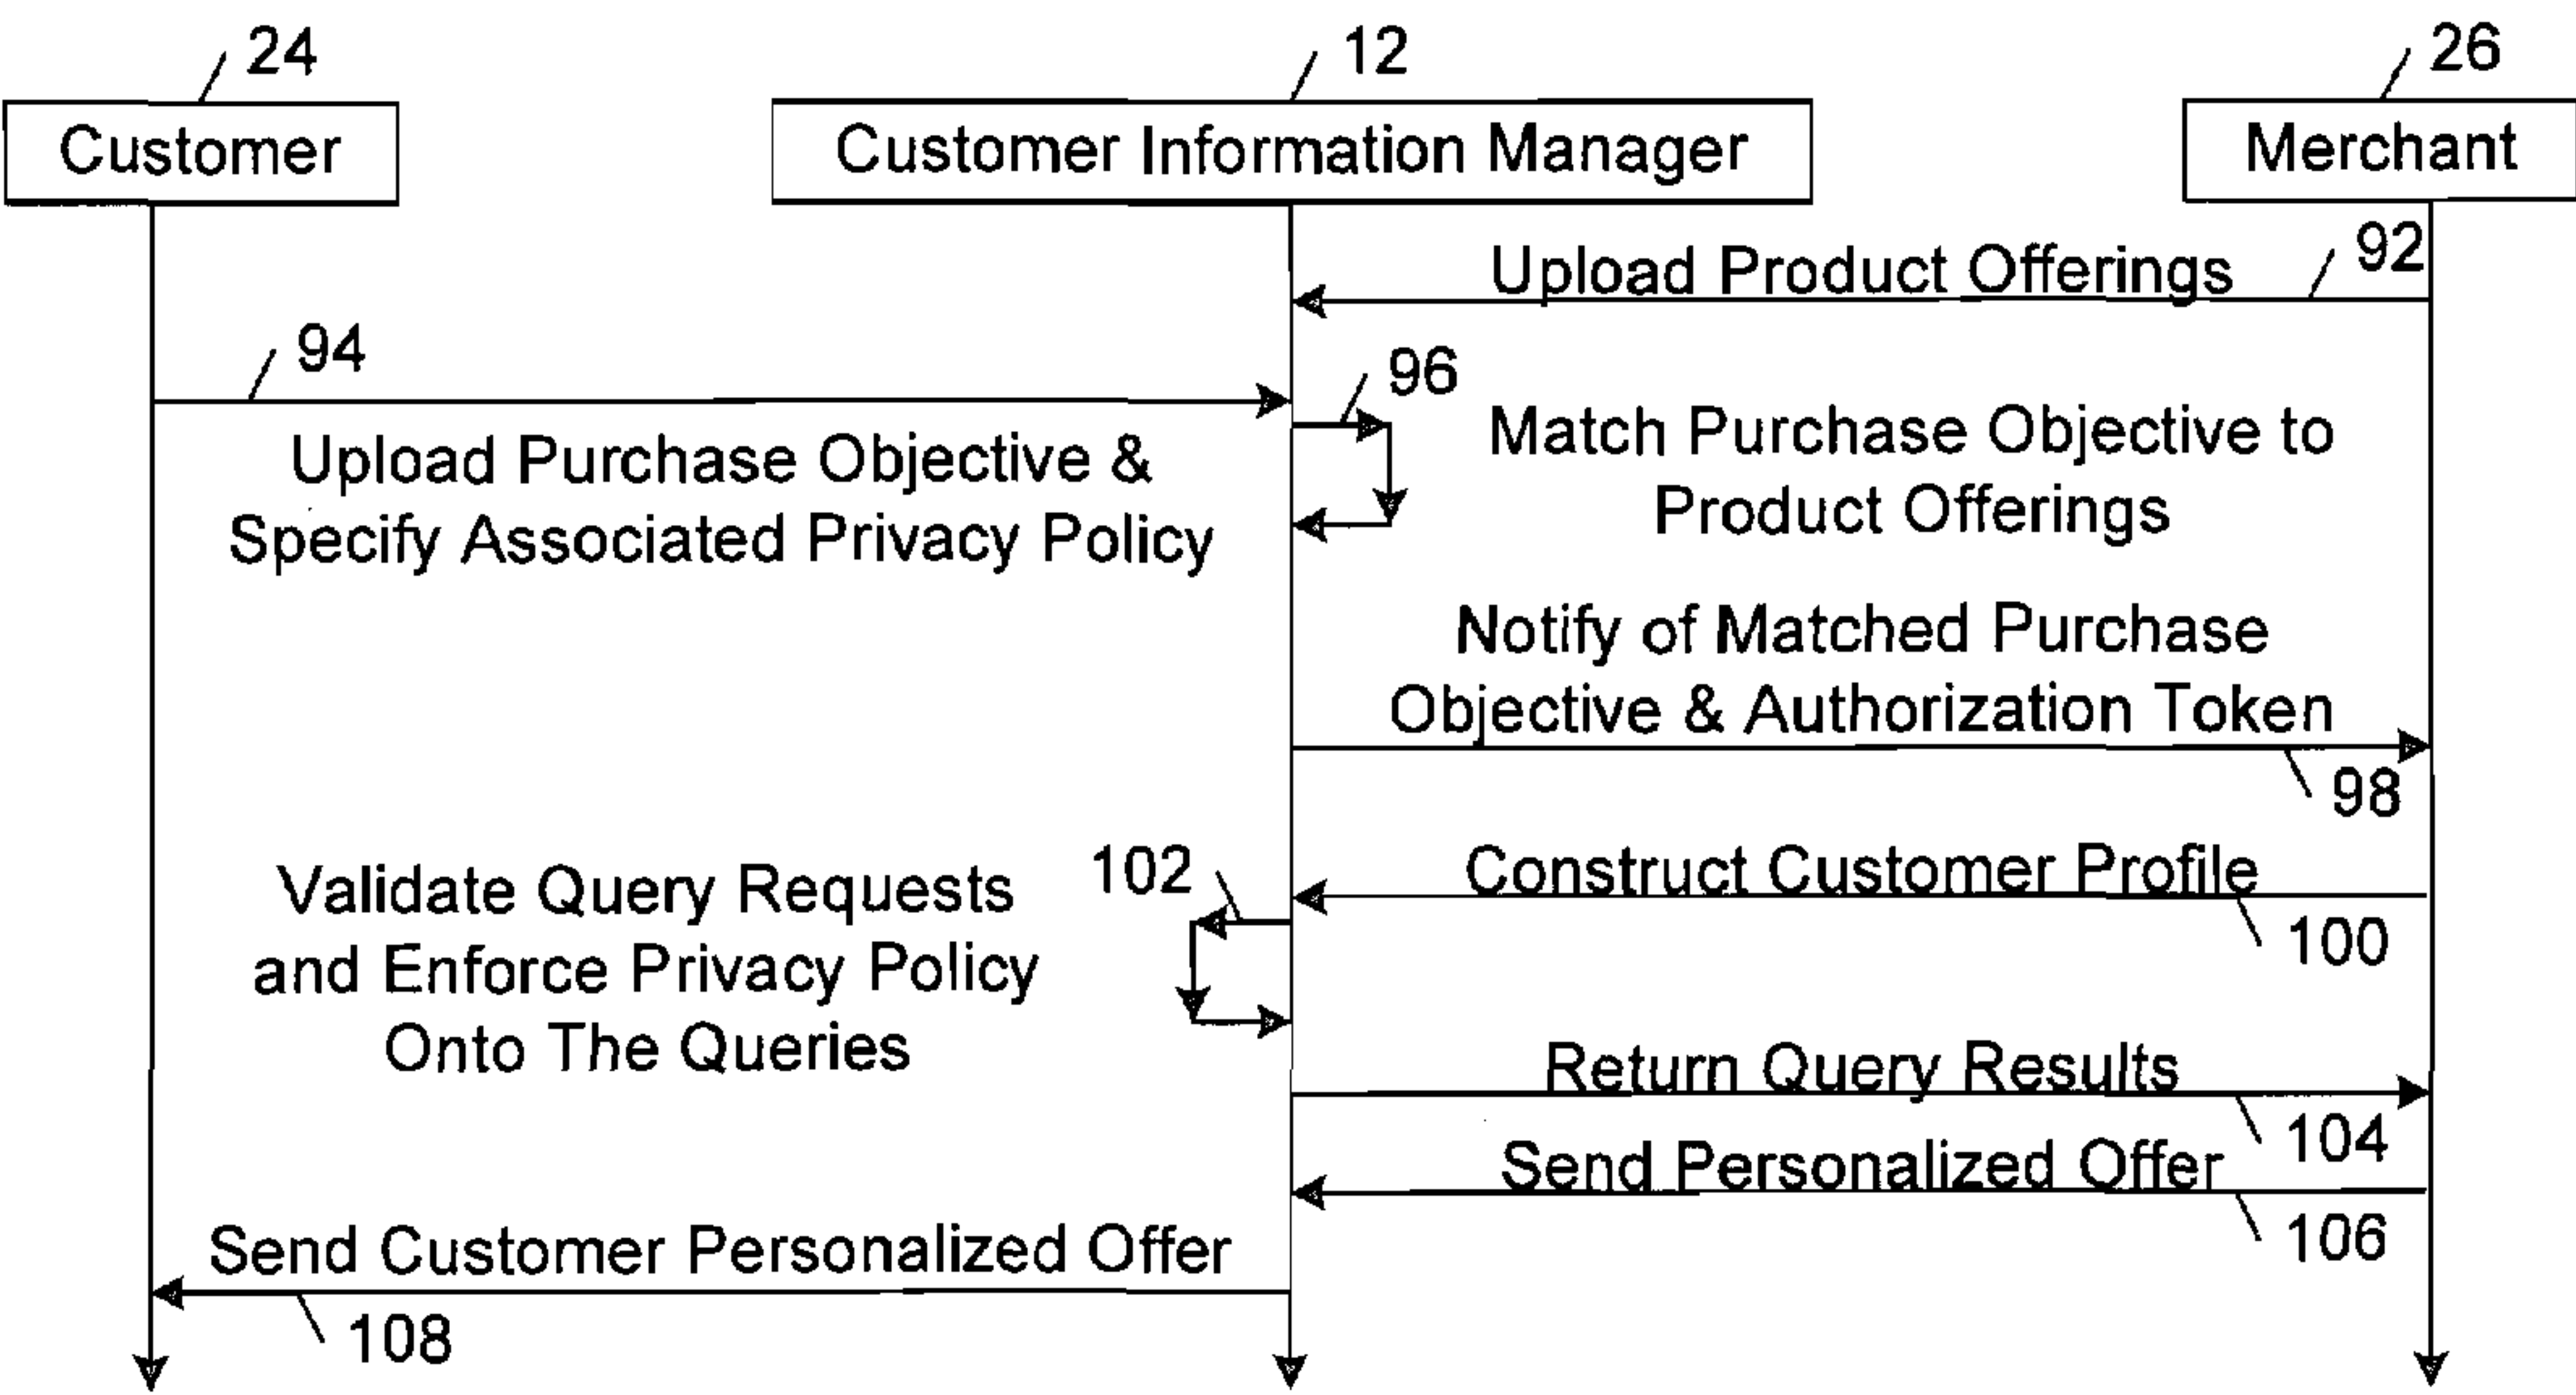 24
12
26
Customer
Customer Information Manager
Merchant
Upload Product Offerings
92
94
96
Upload Purchase Objective &
Specify Associated Privacy Policy
Match Purchase Objective to
Product Offerings
Notify of Matched Purchase
Objective & Authorization Token
98
Construct Customer Profile
100
102
Validate Query Requests
and Enforce Privacy Policy
Onto The Queries
Return Query Results
104
Send Personalized Offer
106
Send Customer Personalized Offer
108